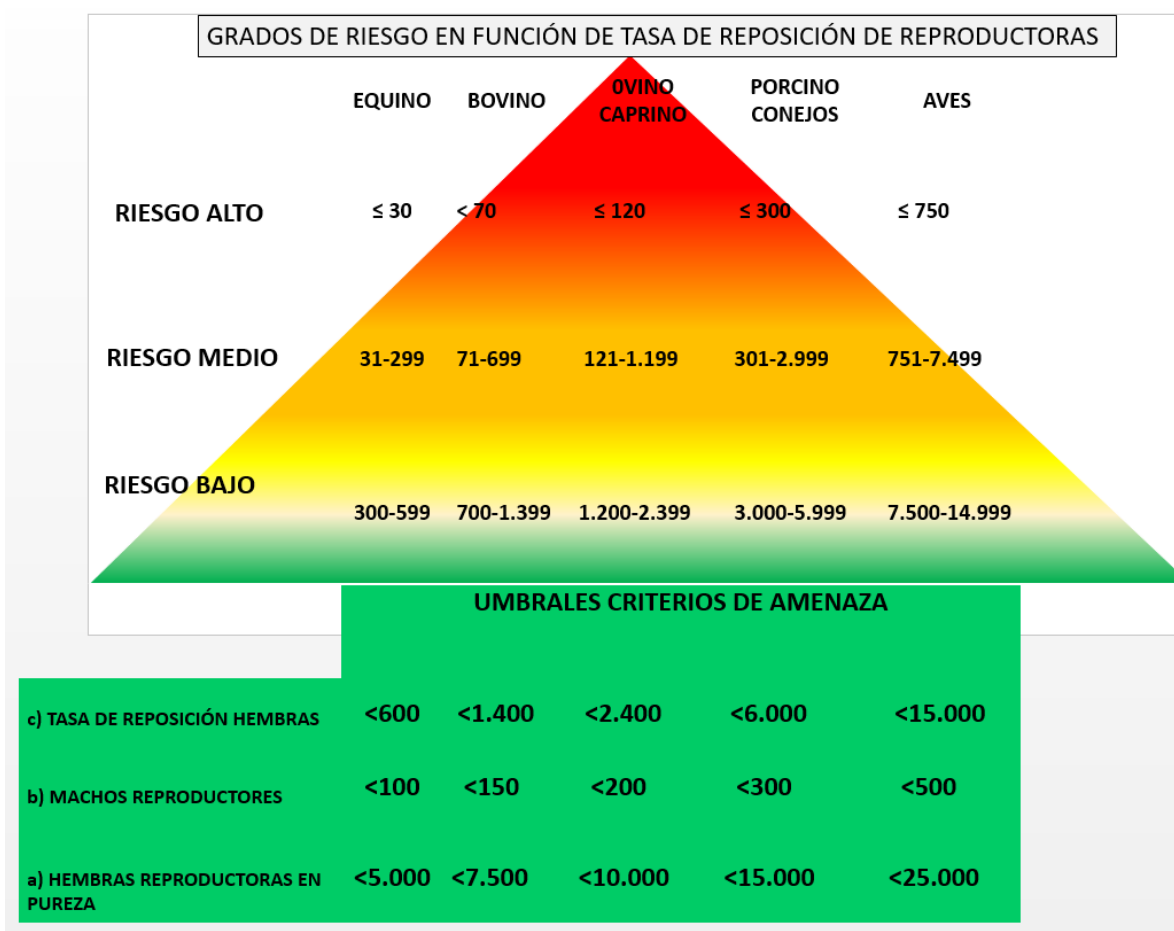 GRADOS DE RIESGO EN FUNCIÓN DE TASA DE REPOSICIÓN DE REPRODUCTORAS
EQUINO BOVINO 0VINO CAPRINO PORCINO CONEJOS AVES
RIESGO ALTO ≤ 30 < 70 ≤ 120 ≤ 300 ≤ 750
RIESGO MEDIO 31-299 71-699 121-1.199 301-2.999 751-7.499
RIESGO BAJO
300-599 700-1.399 1.200-2.399 3.000-5.999 7.500-14.999
UMBRALES CRITERIOS DE AMENAZA
c) TASA DE REPOSICIÓN HEMBRAS <600 <1.400 <2.400 <6.000 <15.000
b) MACHOS REPRODUCTORES <100 <150 <200 <300 <500
a) HEMBRAS REPRODUCTORAS EN <5.000 <7.500 <10.000 <15.000 <25.000
PUREZA